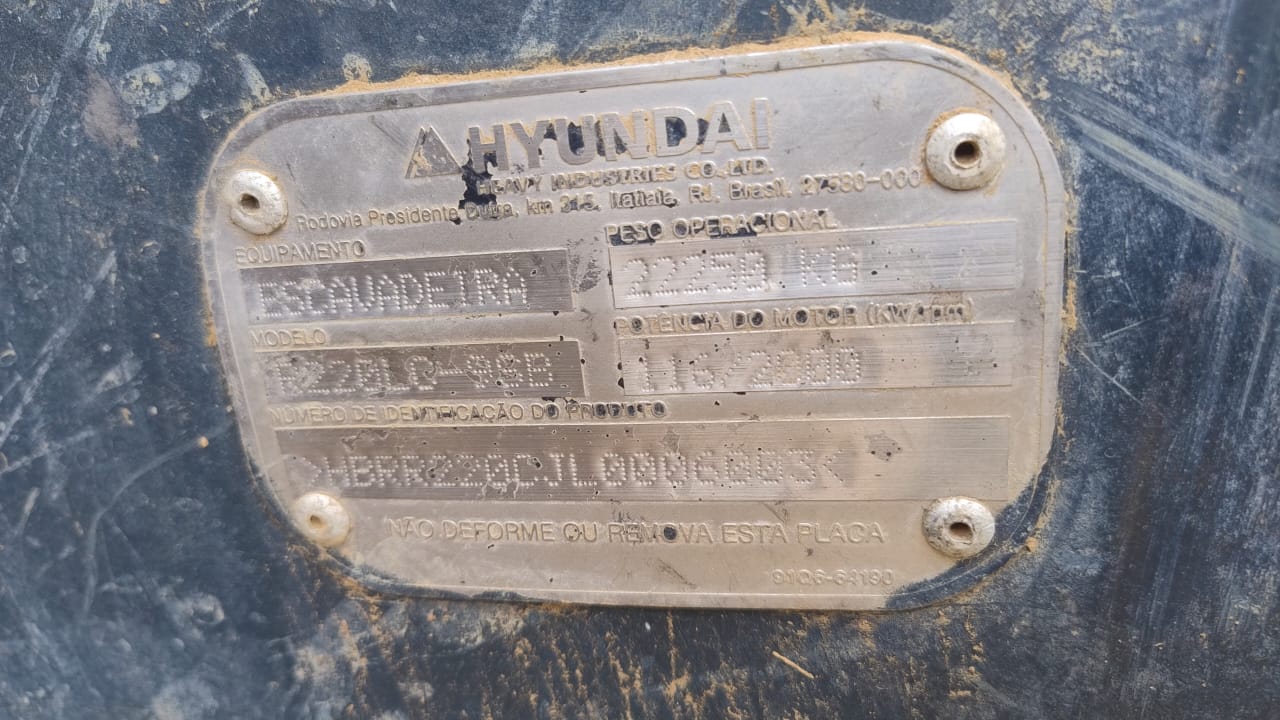 HYUNDAI
HEAVY INDUSTRIES CO.,LTD.
Rodovia Presidente Dutra, km 315, Itatiaia, RJ, Brasil. 27580-000
EQUIPAMENTO
ESCAVADEIRA
PESO OPERACIONAL
22250 KG
MODELO
R220LC-9SB
POTÊNCIA DO MOTOR (KW/rpm)
116/2000
NÚMERO DE IDENTIFICAÇÃO DO PRODUTO
NÃO DEFORME OU REMOVA ESTA PLACA
91Q6-64190